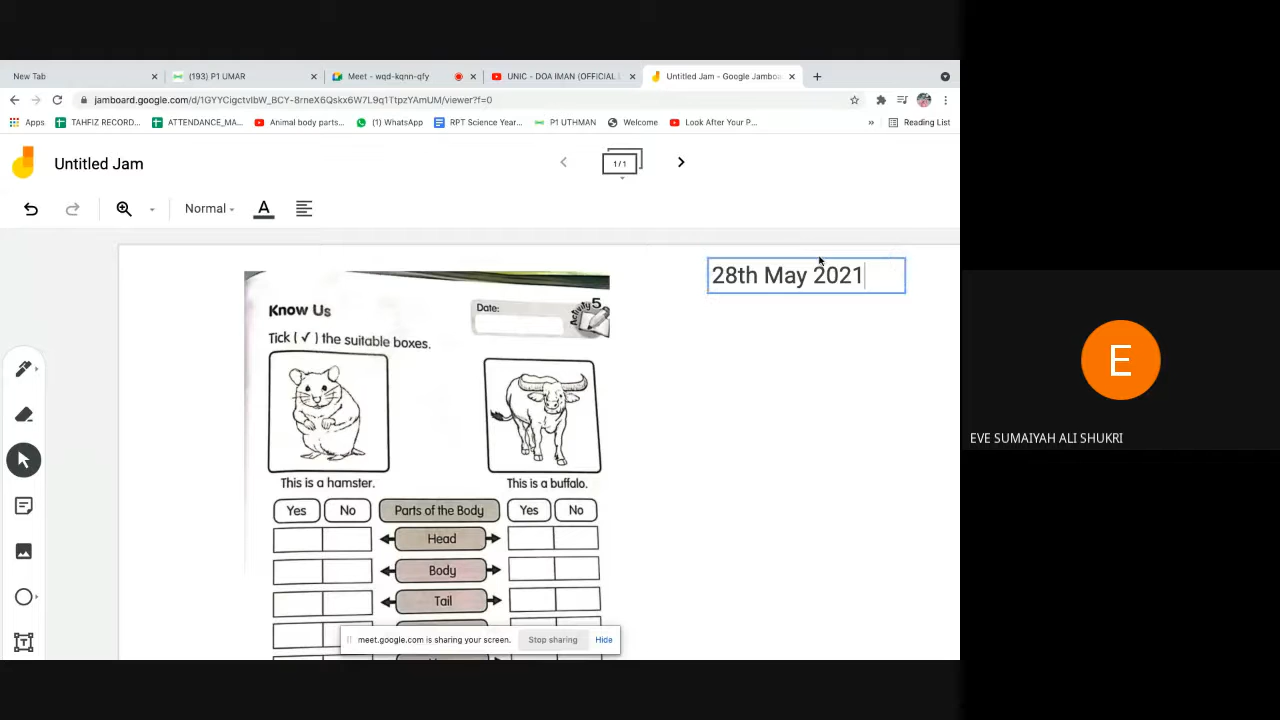 New Tab
(193) P1 UMAR
Meet - wqd-kqnn-qfy
UNIC - DOA IMAN (OFFICIAL
Untitled Jam - Google Jamboa
jamboard.google.com/d/1GYYCigctvIbW_BCY-8rneX6Qskx6W7L9q1TtpzYAmUM/viewer?f=0
Apps
TAHFIZ RECORD...
ATTENDANCE_MA...
Animal body parts...
(1) WhatsApp
RPT Science Year...
P1 UTHMAN
Welcome
Look After Your P...
»
Reading List
Untitled Jam
1/1
Normal
A
28th May 2021
Know Us
Date:
Activity 5
Tick ( ✓ ) the suitable boxes.
This is a hamster.
This is a buffalo.
Yes No Parts of the Body Yes No
Head
Body
Tail
meet.google.com is sharing your screen. Stop sharing Hide
E
EVE SUMAIYAH ALI SHUKRI